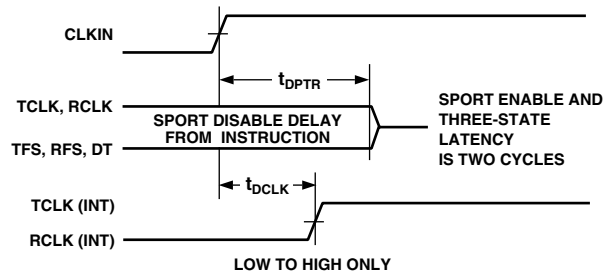 CLKIN
tDPTR
TCLK, RCLK
SPORT DISABLE DELAY
FROM INSTRUCTION
TFS, RFS, DT
SPORT ENABLE AND
THREE-STATE
LATENCY
IS TWO CYCLES
tDCLK
TCLK (INT)
RCLK (INT)
LOW TO HIGH ONLY